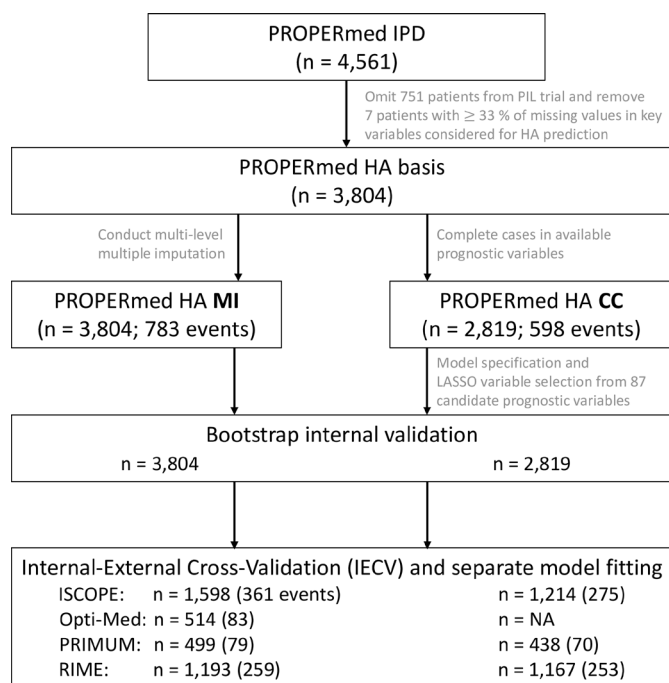 PROPERmed IPD
(n = 4,561)
Omit 751 patients from PIL trial and remove
7 patients with ≥ 33 % of missing values in key
variables considered for HA prediction
PROPERmed HA basis
(n = 3,804)
Conduct multi-level
multiple imputation
Complete cases in available
prognostic variables
PROPERmed HA MI
(n = 3,804; 783 events)
PROPERmed HA CC
(n = 2,819; 598 events)
Model specification and
LASSO variable selection from 87
candidate prognostic variables
Bootstrap internal validation
n = 3,804 n = 2,819
Internal-External Cross-Validation (IECV) and separate model fitting
ISCOPE: n = 1,598 (361 events) n = 1,214 (275)
Opti-Med: n = 514 (83) n = NA
PRIMUM: n = 499 (79) n = 438 (70)
RIME: n = 1,193 (259) n = 1,167 (253)